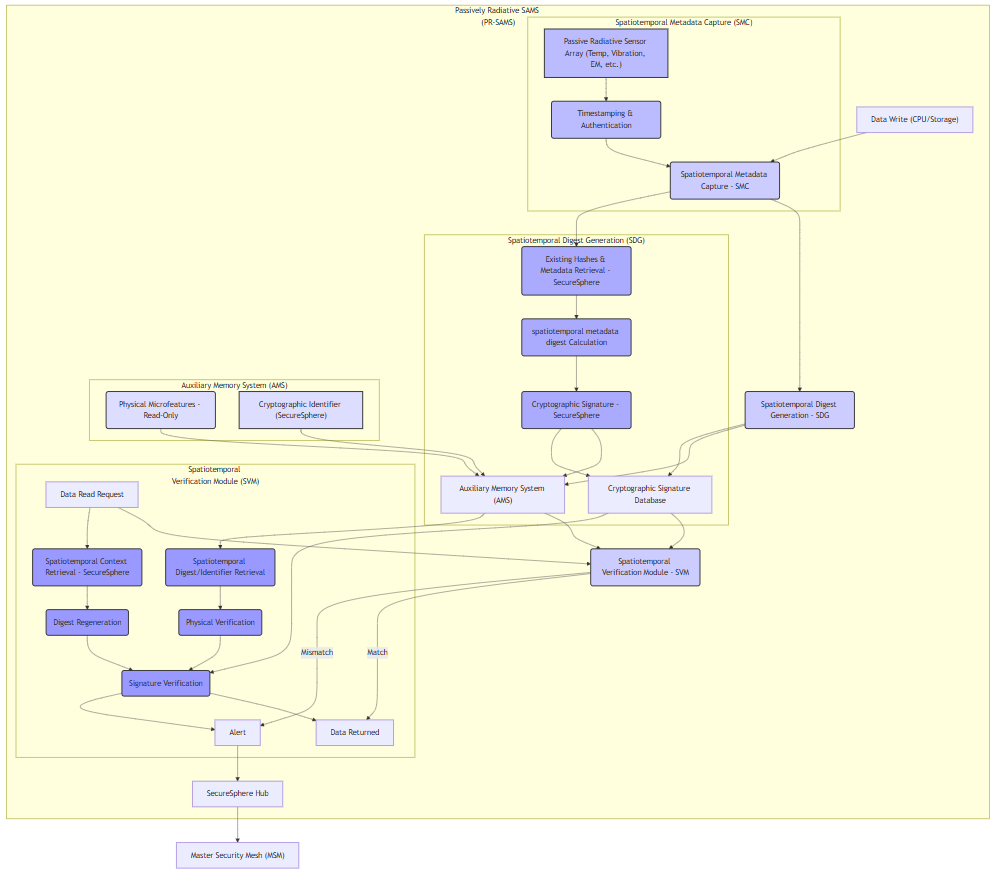 Passively Radiative SAMS
(PR-SAMS)
Spatiotemporal Metadata Capture (SMC)
Passive Radiative Sensor
Array (Temp, Vibration,
EM, etc.)
Timestamping &
Authentication
Data Write (CPU/Storage)
Spatiotemporal Metadata
Capture - SMC
Spatiotemporal Digest Generation (SDG)
Existing Hashes &
Metadata Retrieval -
SecureSphere
spatiotemporal metadata
digest Calculation
Auxiliary Memory System (AMS)
Physical Microfeatures -
Read-Only
Cryptographic Identifier
(SecureSphere)
Cryptographic Signature -
SecureSphere
Spatiotemporal Digest
Generation - SDG
Spatiotemporal
Verification Module (SVM)
Data Read Request
Auxiliary Memory System
(AMS)
Cryptographic Signature
Database
Spatiotemporal Context
Retrieval - SecureSphere
Spatiotemporal
Digest/Identifier Retrieval
Spatiotemporal
Verification Module - SVM
Digest Regeneration
Physical Verification
Mismatch
Match
Signature Verification
Alert
Data Returned
SecureSphere Hub
Master Security Mesh (MSM)